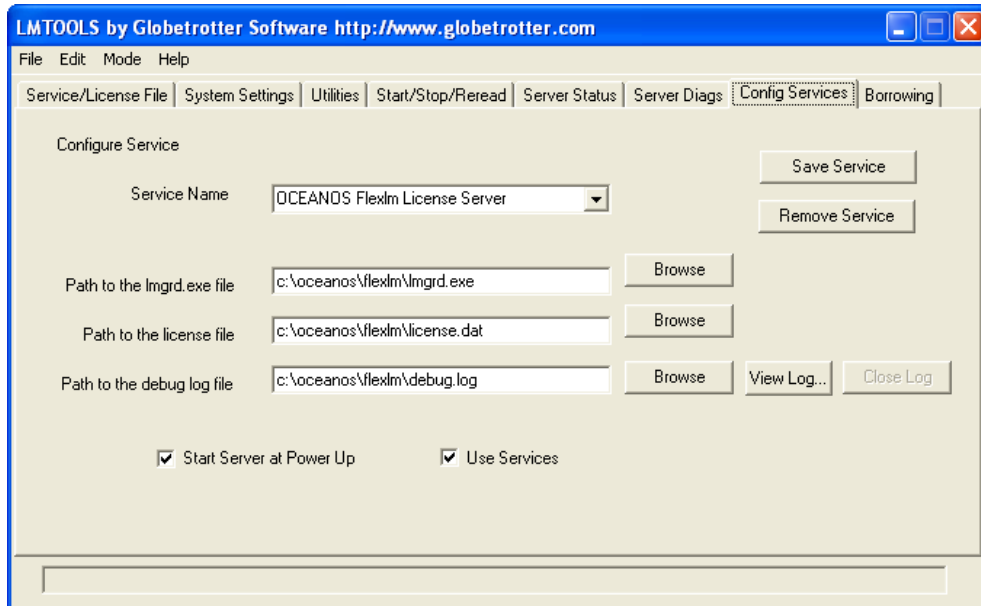 LMTOOLS by Globetrotter Software http://www.globetrotter.com
File Edit Mode Help
Service/License File System Settings Utilities Start/Stop/Reread Server Status Server Diags Config Services Borrowing
Configure Service
Save Service
Service Name OCEANOS Flexlm License Server
Remove Service
Path to the lmgrd.exe file c:\oceanos\flexlm\lmgrd.exe Browse
Path to the license file c:\oceanos\flexlm\license.dat Browse
Path to the debug log file c:\oceanos\flexlm\debug.log Browse View Log... Close Log
Start Server at Power Up Use Services